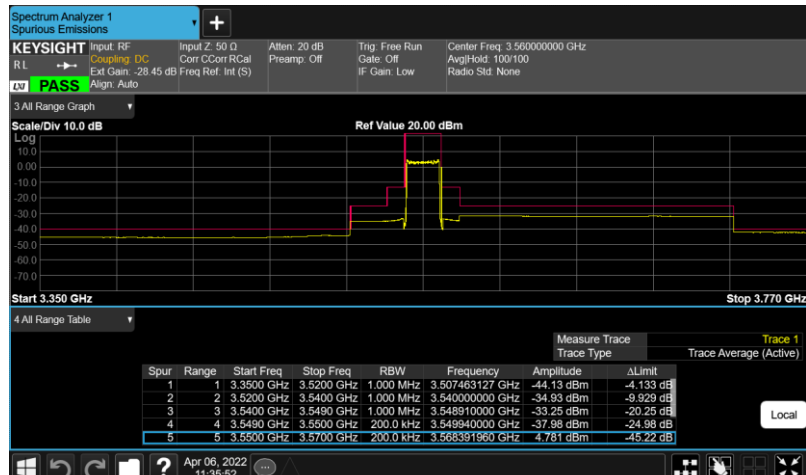 Spectrum Analyzer 1
Spurious Emissions
▼
+
KEYSIGHT Input: RF Input Z: 50 Ω Atten: 20 dB Trig: Free Run Center Freq: 3.560000000 GHz
R L Coupling: DC Corr CCorr RCal Preamp: Off Gate: Off Avg|Hold: 100/100
Ext Gain: -28.45 dB Freq Ref: Int (S) IF Gain: Low Radio Std: None
LXI PASS Align: Auto
3 All Range Graph ▼
Scale/Div 10.0 dB Ref Value 20.00 dBm
Log
10.0
0.00
-10.0
-20.0
-30.0
-40.0
-50.0
-60.0
-70.0
Start 3.350 GHz Stop 3.770 GHz
4 All Range Table ▼
Measure Trace Trace 1
Trace Type Trace Average (Active)
Spur Range Start Freq Stop Freq RBW Frequency Amplitude ΔLimit
1 1 3.3500 GHz 3.5200 GHz 1.000 MHz 3.507463127 GHz -44.13 dBm -4.133 dB
2 2 3.5200 GHz 3.5400 GHz 1.000 MHz 3.540000000 GHz -34.93 dBm -9.929 dB
3 3 3.5400 GHz 3.5490 GHz 1.000 MHz 3.548910000 GHz -33.25 dBm -20.25 dB
4 4 3.5490 GHz 3.5500 GHz 200.0 kHz 3.549940000 GHz -37.98 dBm -24.98 dB
5 5 3.5500 GHz 3.5700 GHz 200.0 kHz 3.568391960 GHz 4.781 dBm -45.22 dB
Local
? Apr 06, 2022
11:35:52